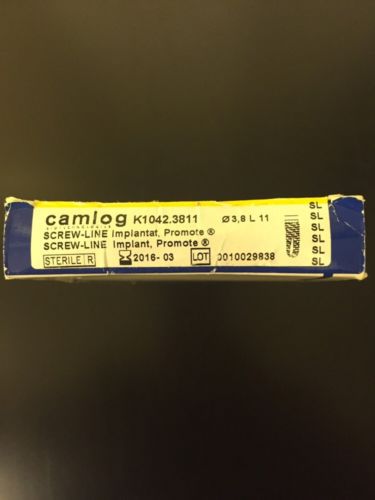 camlog K1042.3811 Ø 3,8 L 11
SCREW-LINE Implantat, Promote ®
SCREW-LINE Implant, Promote ®
STERILE R 2016-03 LOT 0010029838
SL
SL
SL
SL
SL
SL